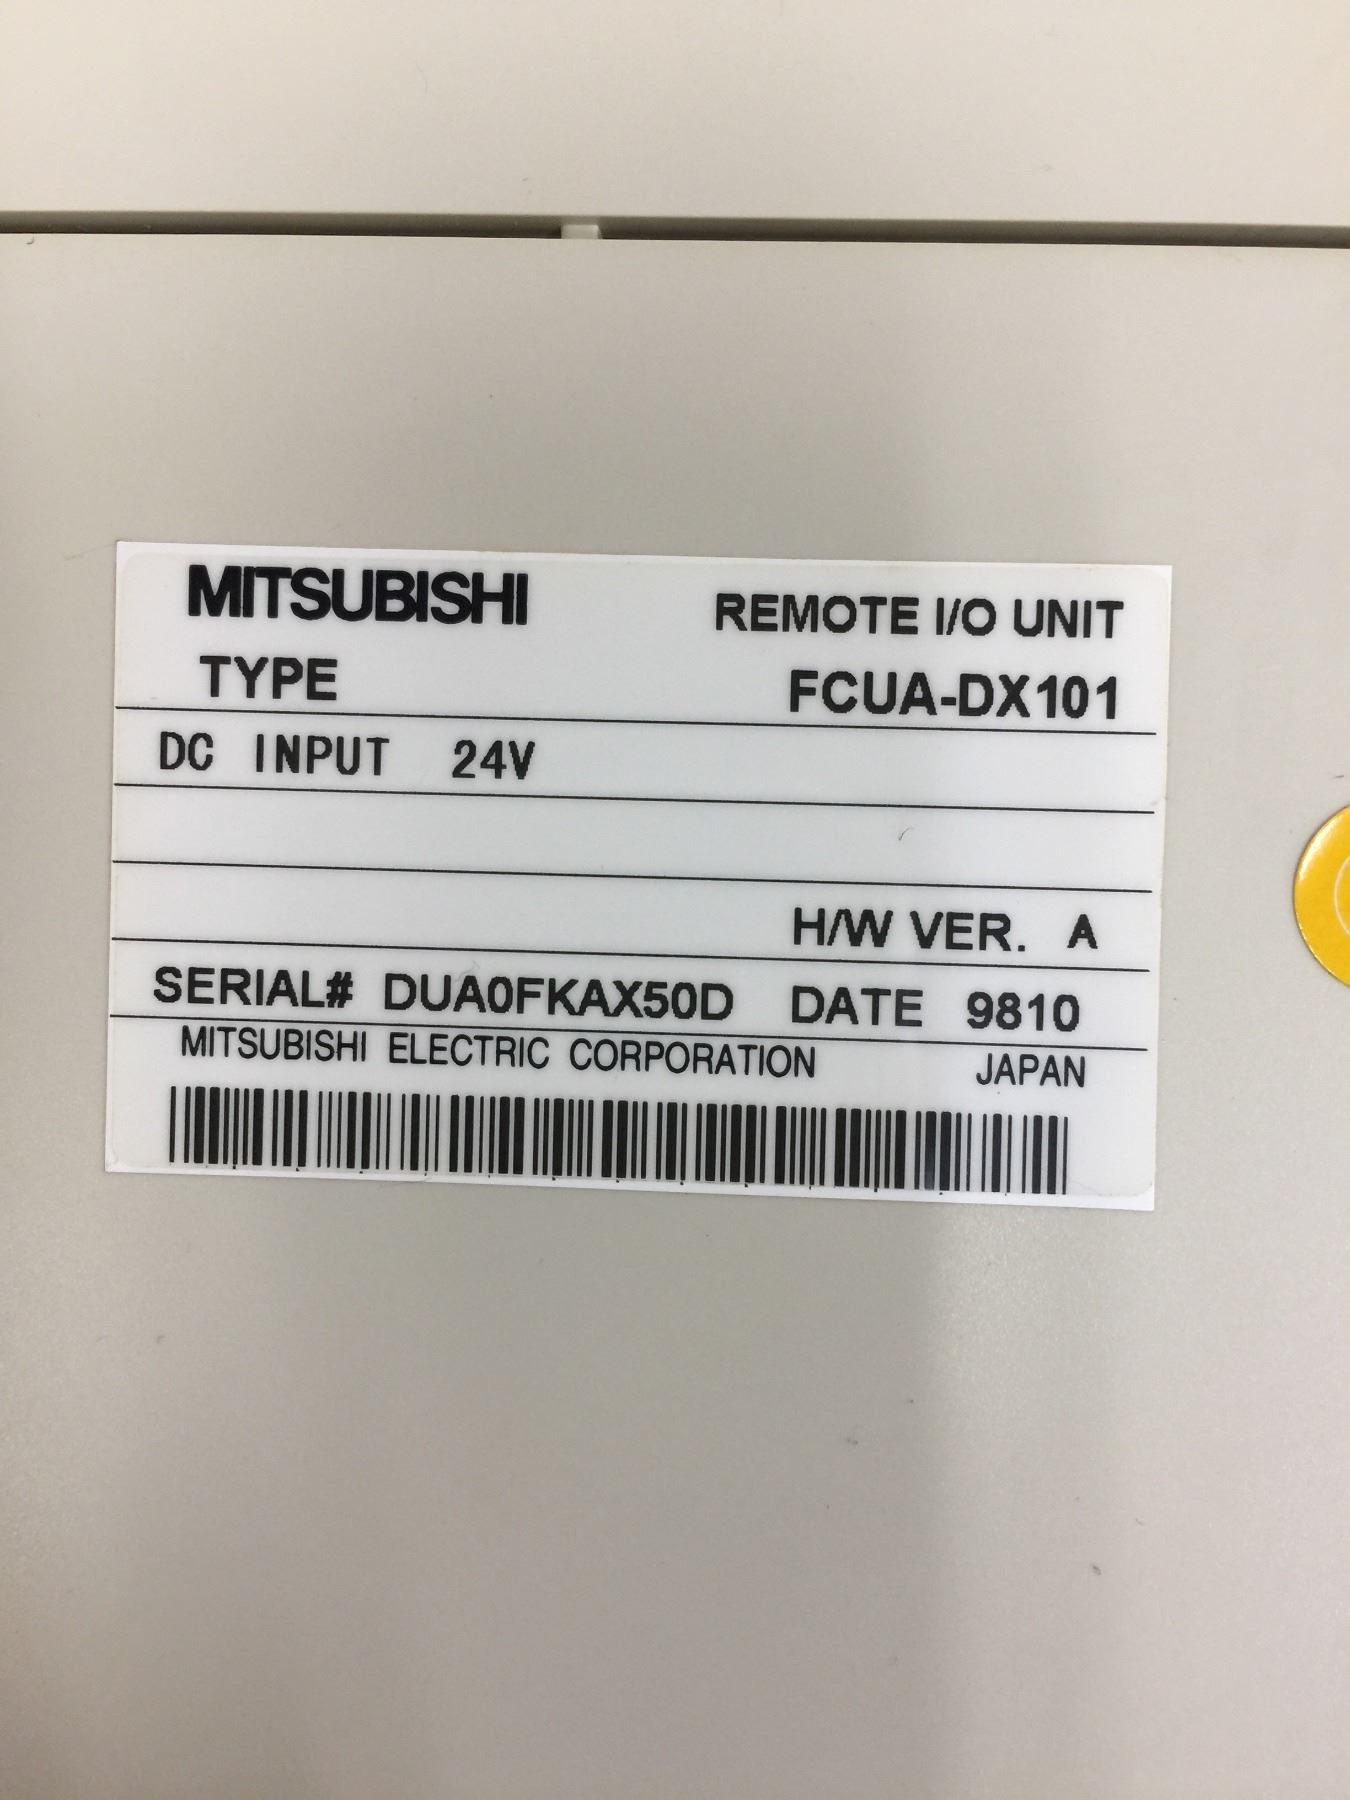 MITSUBISHI REMOTE I/O UNIT
TYPE FCUA-DX101
DC INPUT 24V
H/W VER. A
SERIAL# DUA0FKAX50D DATE 9810
MITSUBISHI ELECTRIC CORPORATION JAPAN